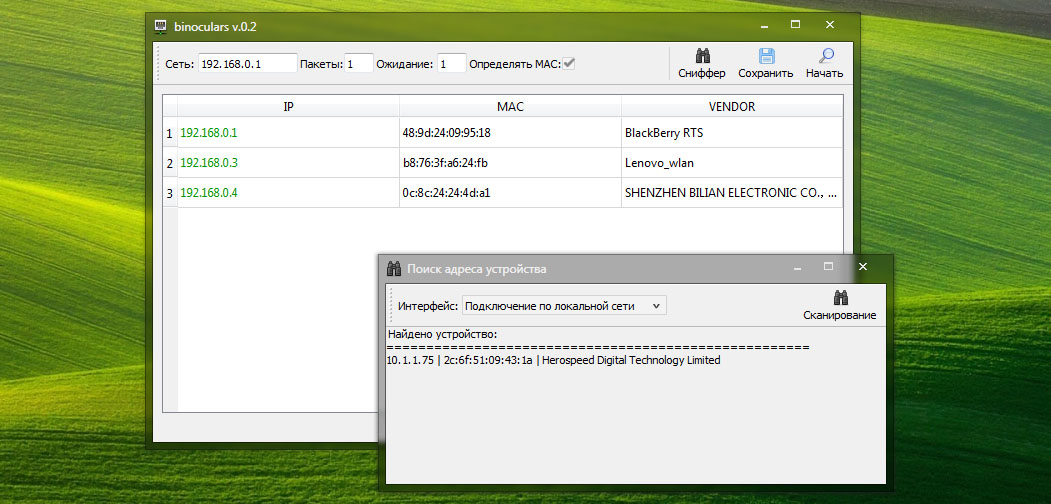 binoculars v.0.2
Сеть: 192.168.0.1 Пакеты: 1 Ожидание: 1 Определять MAC: Сниффер Сохранить Начать
IP MAC VENDOR
1 192.168.0.1 48:9d:24:09:95:18 BlackBerry RTS
2 192.168.0.3 b8:76:3f:a6:24:fb Lenovo_wlan
3 192.168.0.4 0c:8c:24:24:4d:a1 SHENZHEN BILIAN ELECTRONIC CO., ...
Поиск адреса устройства
Интерфейс: Подключение по локальной сети Сканирование
Найдено устройство:
=====================================================
10.1.1.75 | 2c:6f:51:09:43:1a | Herospeed Digital Technology Limited